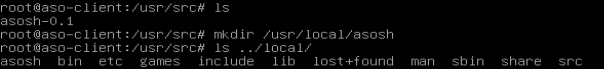 root@aso-client:/usr/src# ls
asosh-0.1
root@aso-client:/usr/src# mkdir /usr/local/asosh
root@aso-client:/usr/src# ls ../local/
asosh bin etc games include lib lost+found man sbin share src